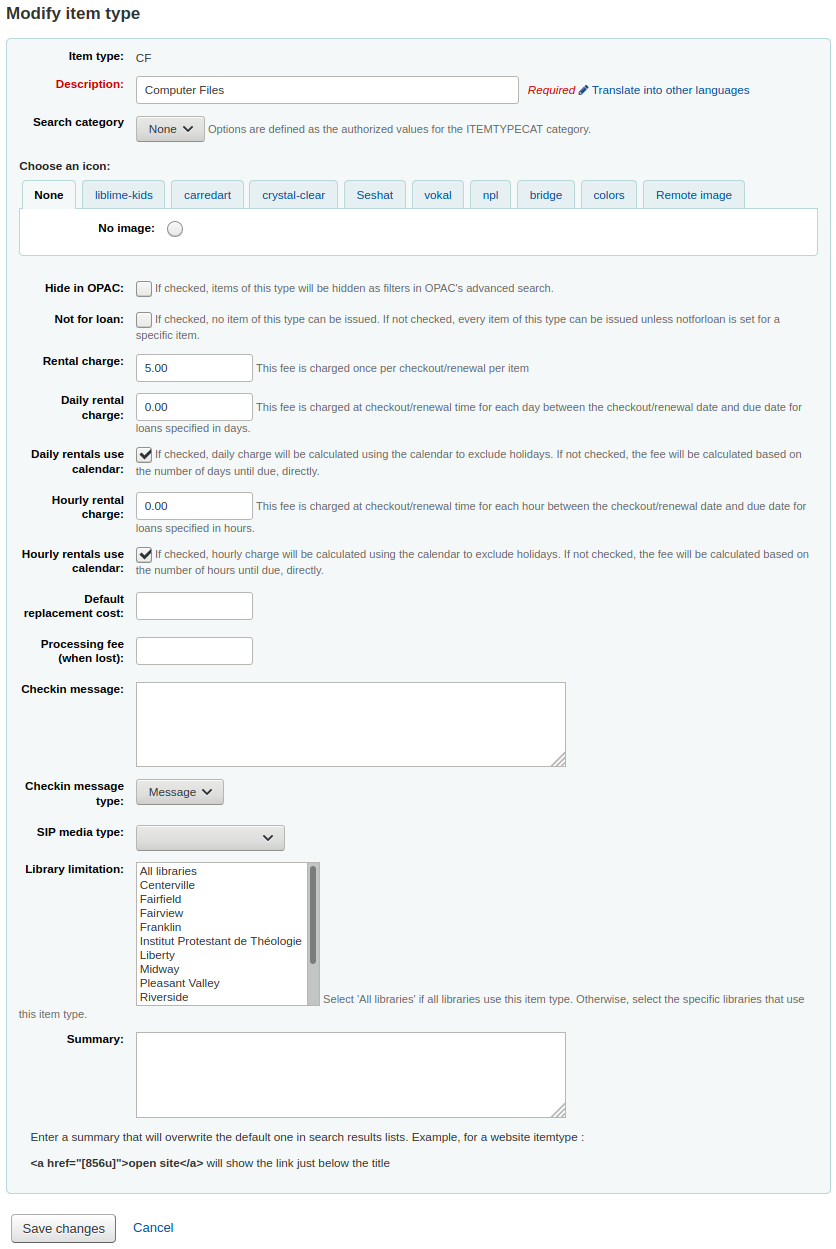 Modify item type
Item type: CF
Description: Computer Files Required Translate into other languages
Search category None Options are defined as the authorized values for the ITEMTYPECAT category.
Choose an icon:
None liblime-kids carredart crystal-clear Seshat vokal npl bridge colors Remote image
No image:
Hide in OPAC: If checked, items of this type will be hidden as filters in OPAC's advanced search.
Not for loan: If checked, no item of this type can be issued. If not checked, every item of this type can be issued unless notforloan is set for a
specific item.
Rental charge: 5.00 This fee is charged once per checkout/renewal per item
Daily rental
charge: 0.00 This fee is charged at checkout/renewal time for each day between the checkout/renewal date and due date for
loans specified in days.
Daily rentals use
calendar: If checked, daily charge will be calculated using the calendar to exclude holidays. If not checked, the fee will be calculated based on
the number of days until due, directly.
Hourly rental
charge: 0.00 This fee is charged at checkout/renewal time for each hour between the checkout/renewal date and due date for
loans specified in hours.
Hourly rentals use
calendar: If checked, hourly charge will be calculated using the calendar to exclude holidays. If not checked, the fee will be calculated based on
the number of hours until due, directly.
Default
replacement cost:
Processing fee
(when lost):
Checkin message:
Checkin message
type: Message
SIP media type:
Library limitation: All libraries
Centerville
Fairfield
Fairview
Franklin
Institut Protestant de Théologie
Liberty
Midway
Pleasant Valley
Riverside
Select 'All libraries' if all libraries use this item type. Otherwise, select the specific libraries that use
this item type.
Summary:
Enter a summary that will overwrite the default one in search results lists. Example, for a website itemtype :
<a href="[856u]">open site</a> will show the link just below the title
Save changes Cancel